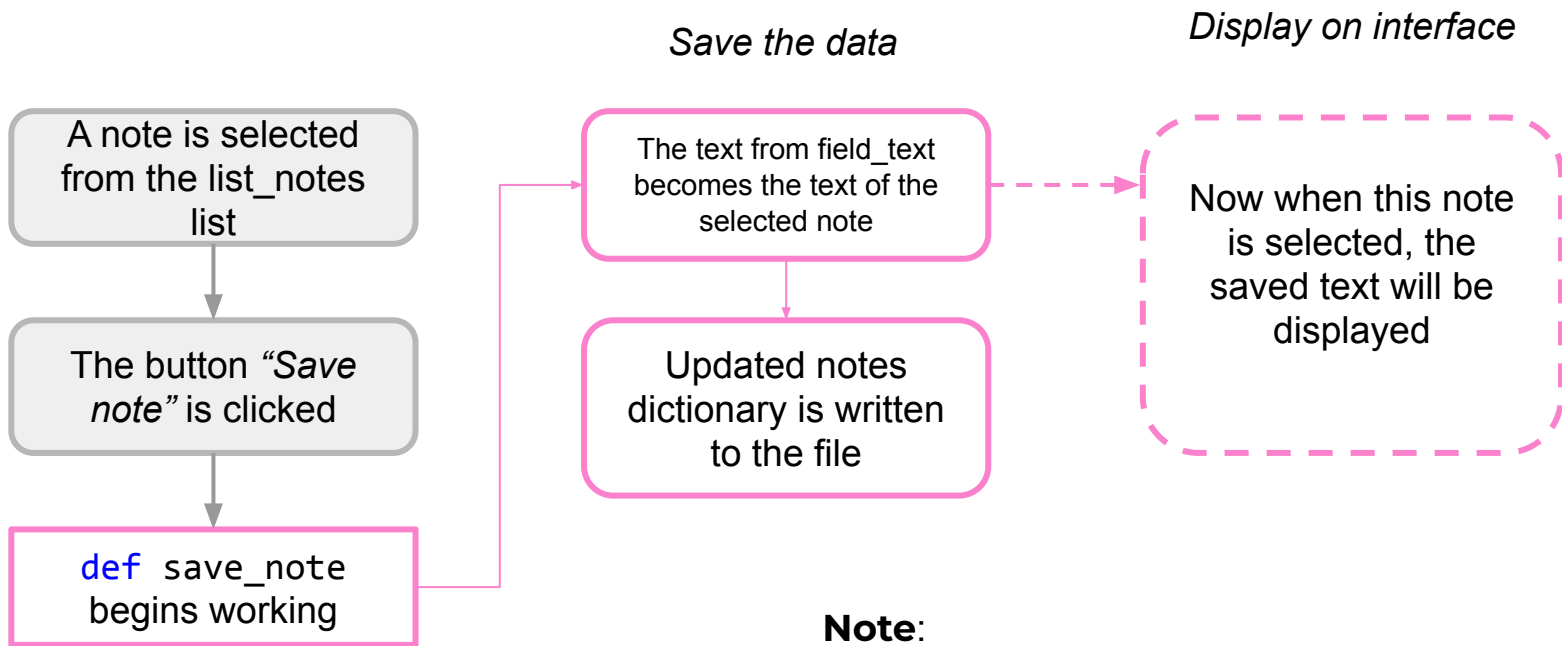 Save the data
Display on interface
A note is selected
from the list_notes
list
The button “Save
note” is clicked
def save_note
begins working
The text from field_text
becomes the text of the
selected note
Updated notes
dictionary is written
to the file
Now when this note
is selected, the
saved text will be
displayed
Note: